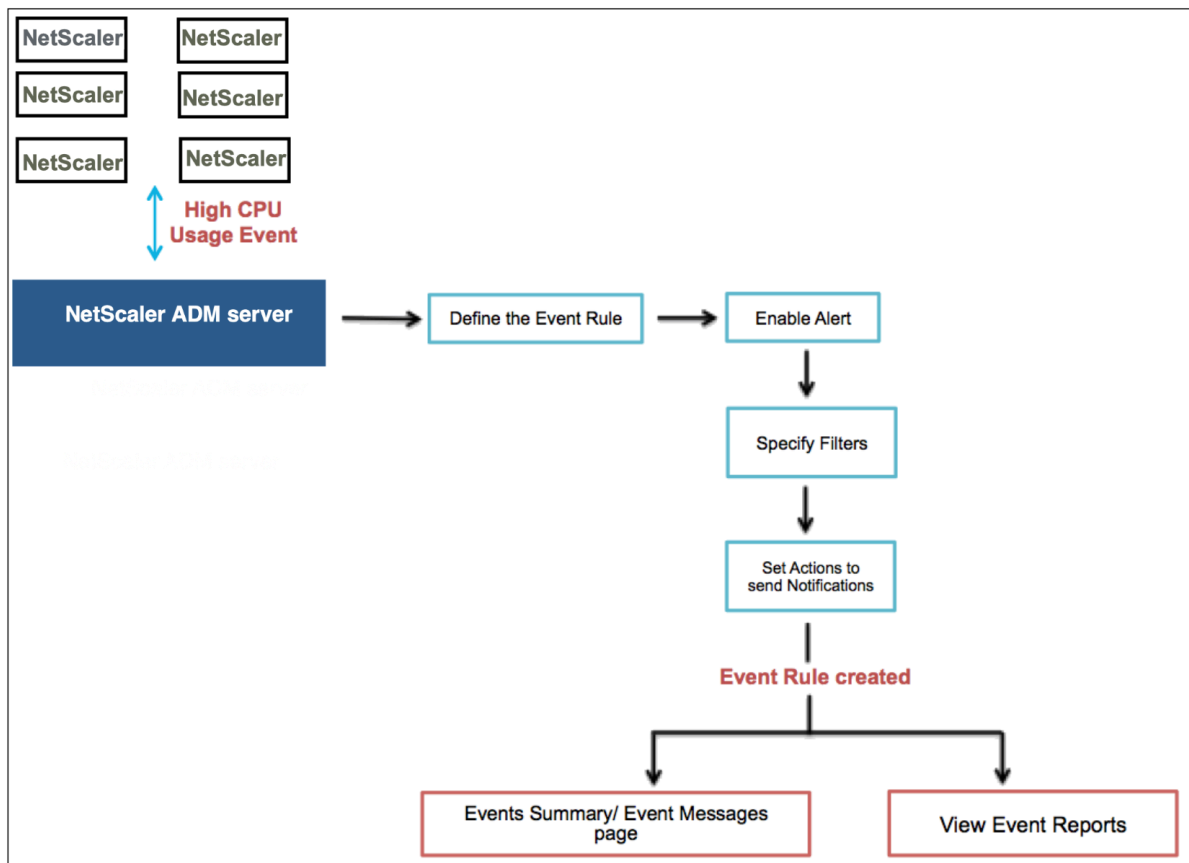 NetScaler
NetScaler
NetScaler
NetScaler
NetScaler
NetScaler
High CPU
Usage Event
NetScaler ADM server
Define the Event Rule
Enable Alert
Specify Filters
Set Actions to
send Notifications
Event Rule created
Events Summary/ Event Messages
page
View Event Reports